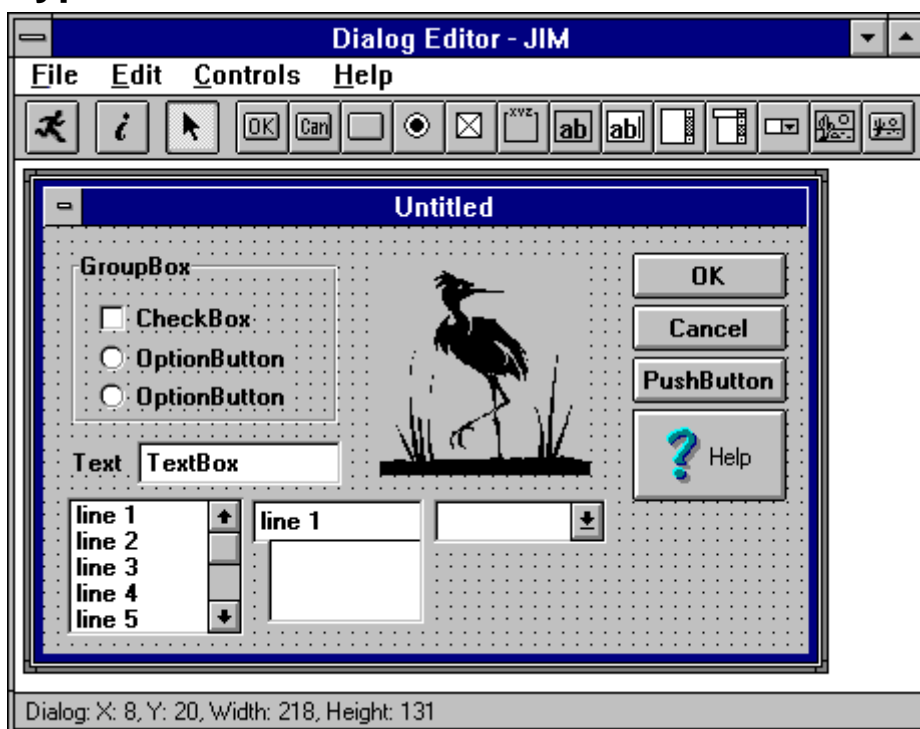 Dialog Editor - JIM
File Edit Controls Help
i OK Can XYZ ab ab
Untitled
GroupBox
CheckBox
OptionButton
OptionButton
Text TextBox
OK
Cancel
PushButton
? Help
line 1
line 2
line 3
line 4
line 5
line 1
Dialog: X: 8, Y: 20, Width: 218, Height: 131